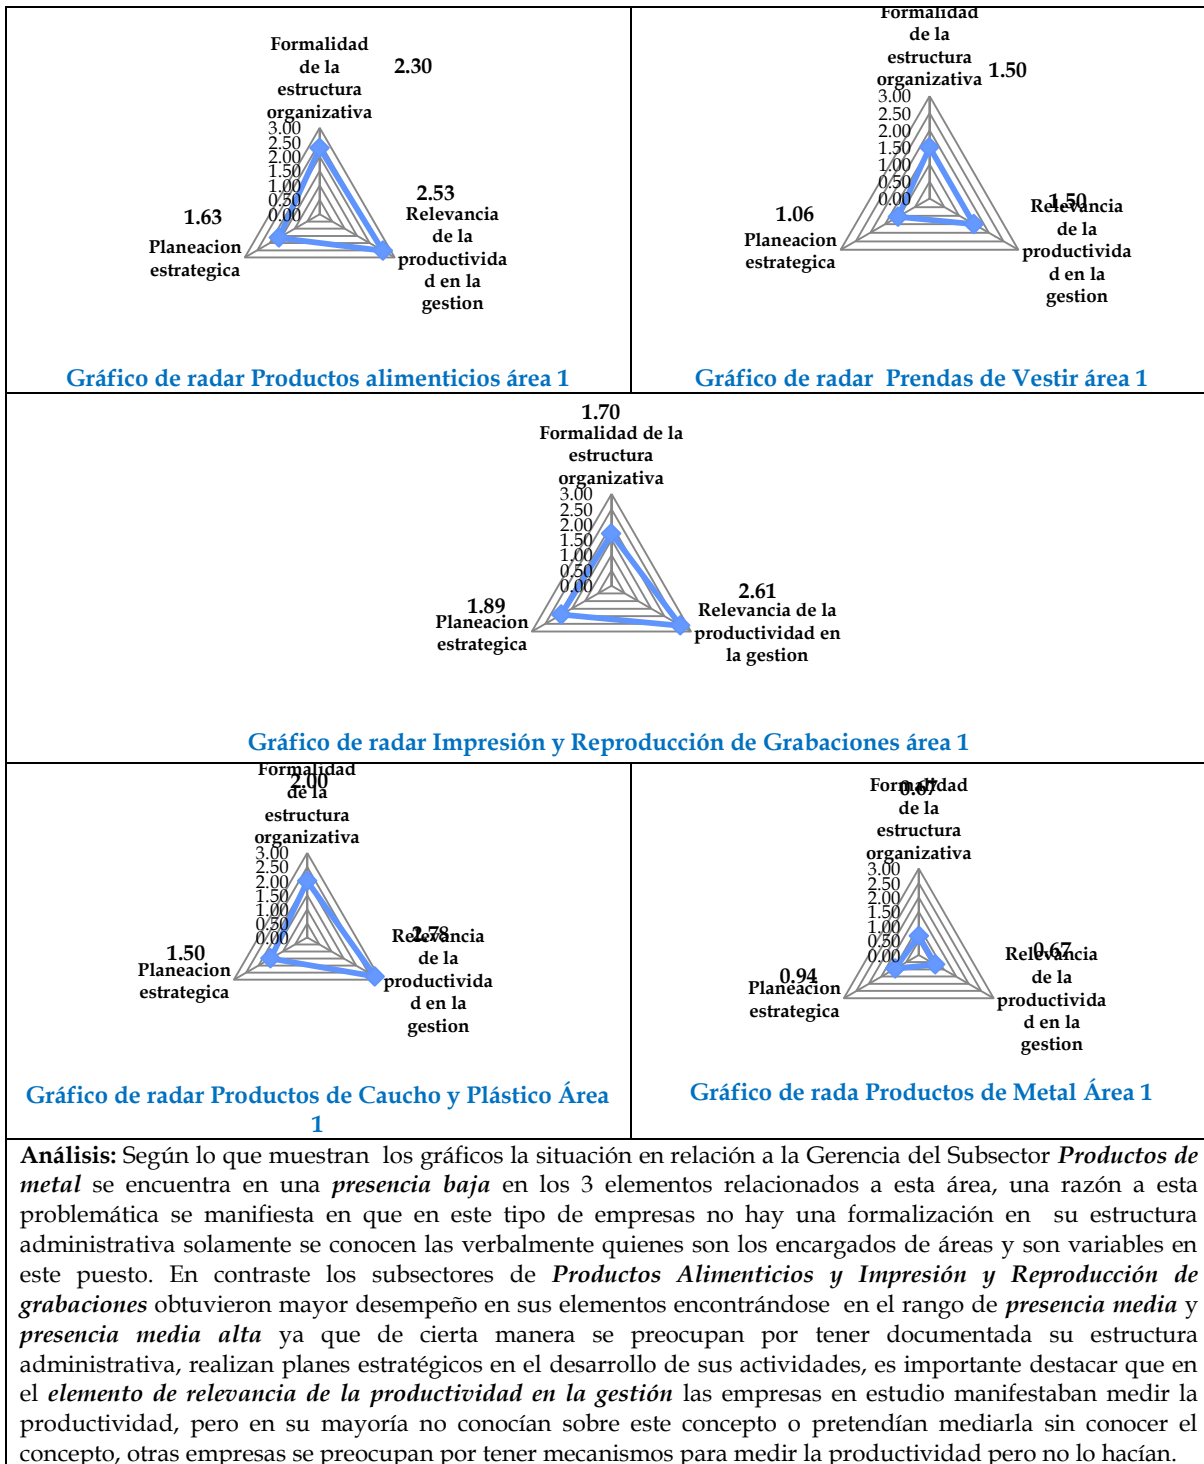 Formalidad
de la
estructura
organizativa
2.30
3.00
2.50
2.00
1.50
1.00
0.50
0.00
2.53
Relevancia
de la
productivida
d en la
gestion
1.63
Planeacion
estrategica
Gráfico de radar Productos alimenticios área 1
Formalidad
de la
estructura
organizativa
1.50
3.00
2.50
2.00
1.50
1.00
0.50
0.00
1.50
Relevancia
de la
productivida
d en la
gestion
1.06
Planeacion
estrategica
Gráfico de radar Prendas de Vestir área 1
1.70
Formalidad de la
estructura
organizativa
3.00
2.50
2.00
1.50
1.00
0.50
0.00
2.61
Relevancia de la
productividad en
la gestion
1.89
Planeacion
estrategica
Gráfico de radar Impresión y Reproducción de Grabaciones área 1
Formalidad
2.00
de la
estructura
organizativa
3.00
2.50
2.00
1.50
1.00
0.50
0.00
2.78
Relevancia
de la
productivida
d en la
gestion
1.50
Planeacion
estrategica
Gráfico de radar Productos de Caucho y Plástico Área
1
Formalidad
0.67
de la
estructura
organizativa
3.00
2.50
2.00
1.50
1.00
0.50
0.00
0.67
Relevancia
de la
productivida
d en la
gestion
0.94
Planeacion
estrategica
Gráfico de rada Productos de Metal Área 1
Análisis: Según lo que muestran los gráficos la situación en relación a la Gerencia del Subsector Productos de
metal se encuentra en una presencia baja en los 3 elementos relacionados a esta área, una razón a esta
problemática se manifiesta en que en este tipo de empresas no hay una formalización en su estructura
administrativa solamente se conocen las verbalmente quienes son los encargados de áreas y son variables en
este puesto. En contraste los subsectores de Productos Alimenticios y Impresión y Reproducción de
grabaciones obtuvieron mayor desempeño en sus elementos encontrándose en el rango de presencia media y
presencia media alta ya que de cierta manera se preocupan por tener documentada su estructura
administrativa, realizan planes estratégicos en el desarrollo de sus actividades, es importante destacar que en
el elemento de relevancia de la productividad en la gestión las empresas en estudio manifestaban medir la
productividad, pero en su mayoría no conocían sobre este concepto o pretendían mediarla sin conocer el
concepto, otras empresas se preocupan por tener mecanismos para medir la productividad pero no lo hacían.